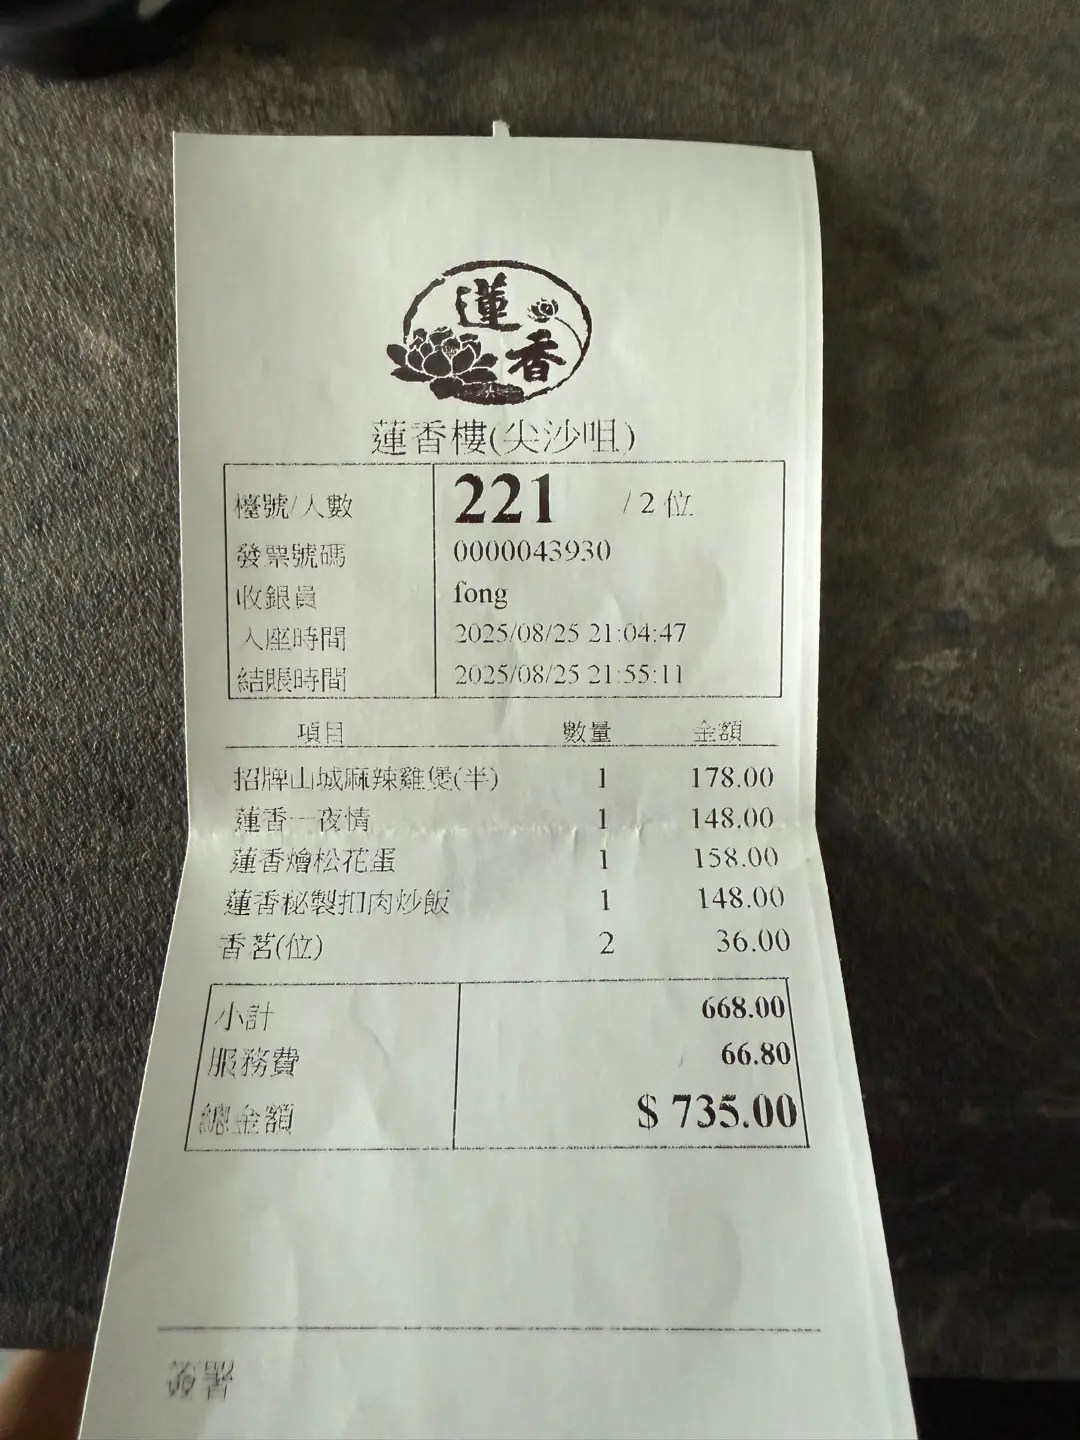 蓮香
蓮香樓(尖沙咀)
檯號/人數 221 / 2 位
發票號碼 0000043930
收銀員 fong
入座時間 2025/08/25 21:04:47
結賬時間 2025/08/25 21:55:11
項目 數量 金額
招牌山城麻辣雞煲(半) 1 178.00
蓮香一夜情 1 148.00
蓮香燴松花蛋 1 158.00
蓮香秘製扣肉炒飯 1 148.00
香茗(位) 2 36.00
小計 668.00
服務費 66.80
總金額 $ 735.00